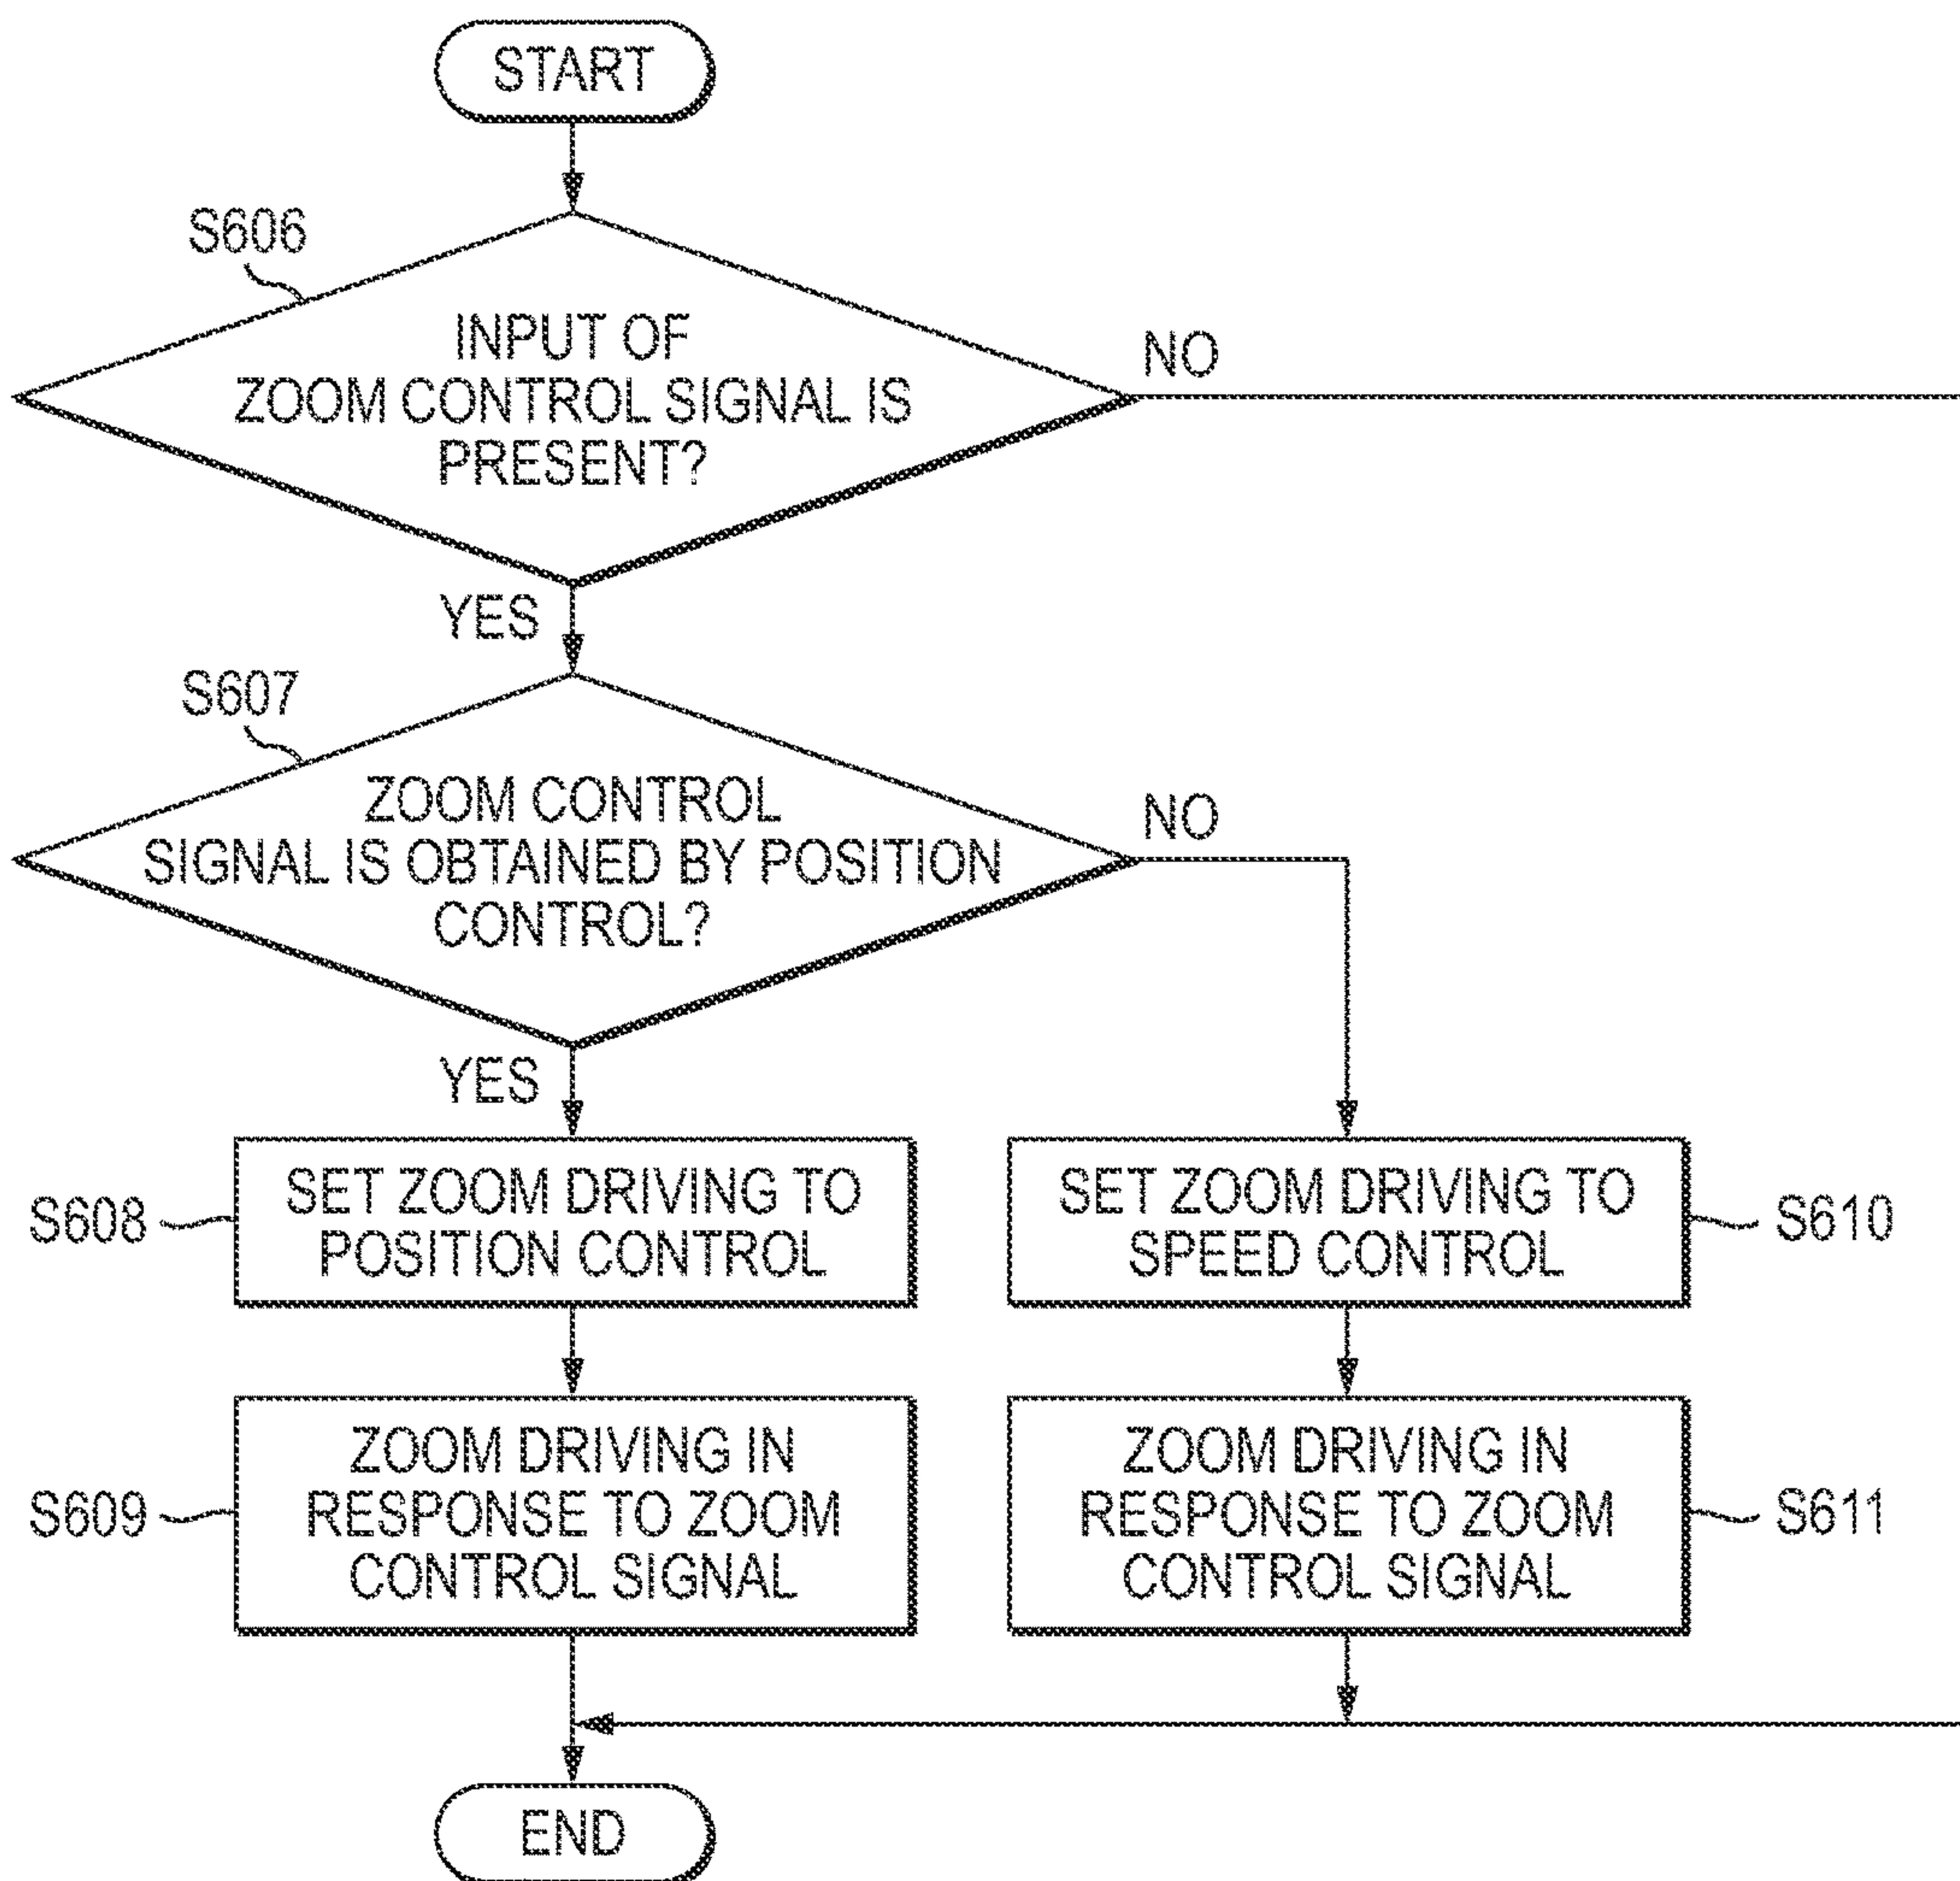 START
S606
INPUT OF
ZOOM CONTROL SIGNAL IS
PRESENT?
NO
YES
S607
ZOOM CONTROL
SIGNAL IS OBTAINED BY POSITION
CONTROL?
NO
YES
S608
SET ZOOM DRIVING TO
POSITION CONTROL
SET ZOOM DRIVING TO
SPEED CONTROL
S610
S609
ZOOM DRIVING IN
RESPONSE TO ZOOM
CONTROL SIGNAL
ZOOM DRIVING IN
RESPONSE TO ZOOM
CONTROL SIGNAL
S611
END